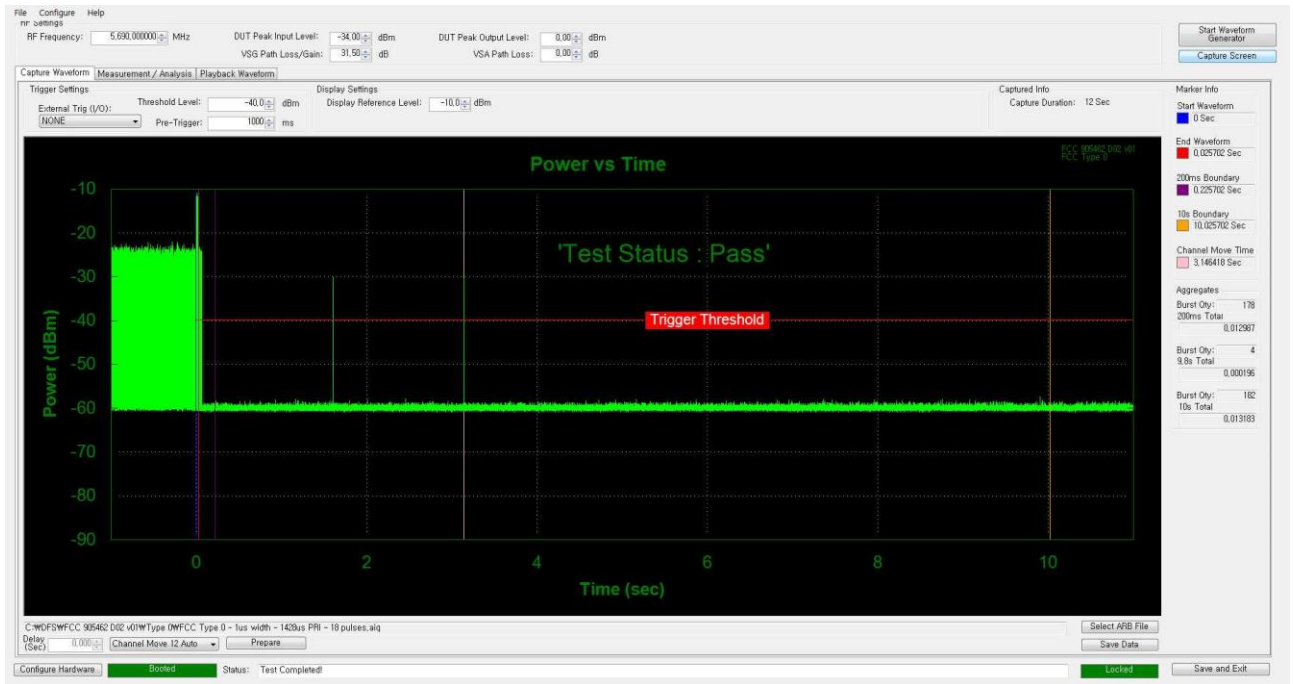 File Configure Help
RF Settings
RF Frequency: 5,690,000000 MHz DUT Peak Input Level: -34,00 dBm DUT Peak Output Level: 0,00 dBm
VSG Path Loss/Gain: 31,50 dB VSA Path Loss: 0,00 dB
Start Waveform
Generator
Capture Screen
Capture Waveform Measurement / Analysis Playback Waveform
Trigger Settings
External Trig (I/O): Threshold Level: -40,0 dBm
NONE Pre-Trigger: 1000 ms
Display Settings
Display Reference Level: -10,0 dBm
Captured Info
Capture Duration: 12 Sec
Power vs Time
FCC 905462 D02 v01
FCC Type 0
-10
-20
'Test Status : Pass'
-30
-40
Trigger Threshold
-50
-60
-70
-80
-90
Power (dBm)
0 2 4 6 8 10
Time (sec)
Marker Info
Start Waveform
0 Sec
End Waveform
0,025702 Sec
200ms Boundary
0,225702 Sec
10s Boundary
10,025702 Sec
Channel Move Time
3,146418 Sec
Aggregates
Burst Qty: 178
200ms Total
0,012987
Burst Qty: 4
9,8s Total
0,000196
Burst Qty: 182
10s Total
0,013183
C:₩DFS₩FCC 905462 D02 v01₩Type 0₩FCC Type 0 - 1us width - 1428us PRI - 18 pulses,aiq
Select ARB File
Delay
(Sec) 0,000 Channel Move 12 Auto Prepare
Save Data
Configure Hardware Booted Status: Test Completed! Locked Save and Exit